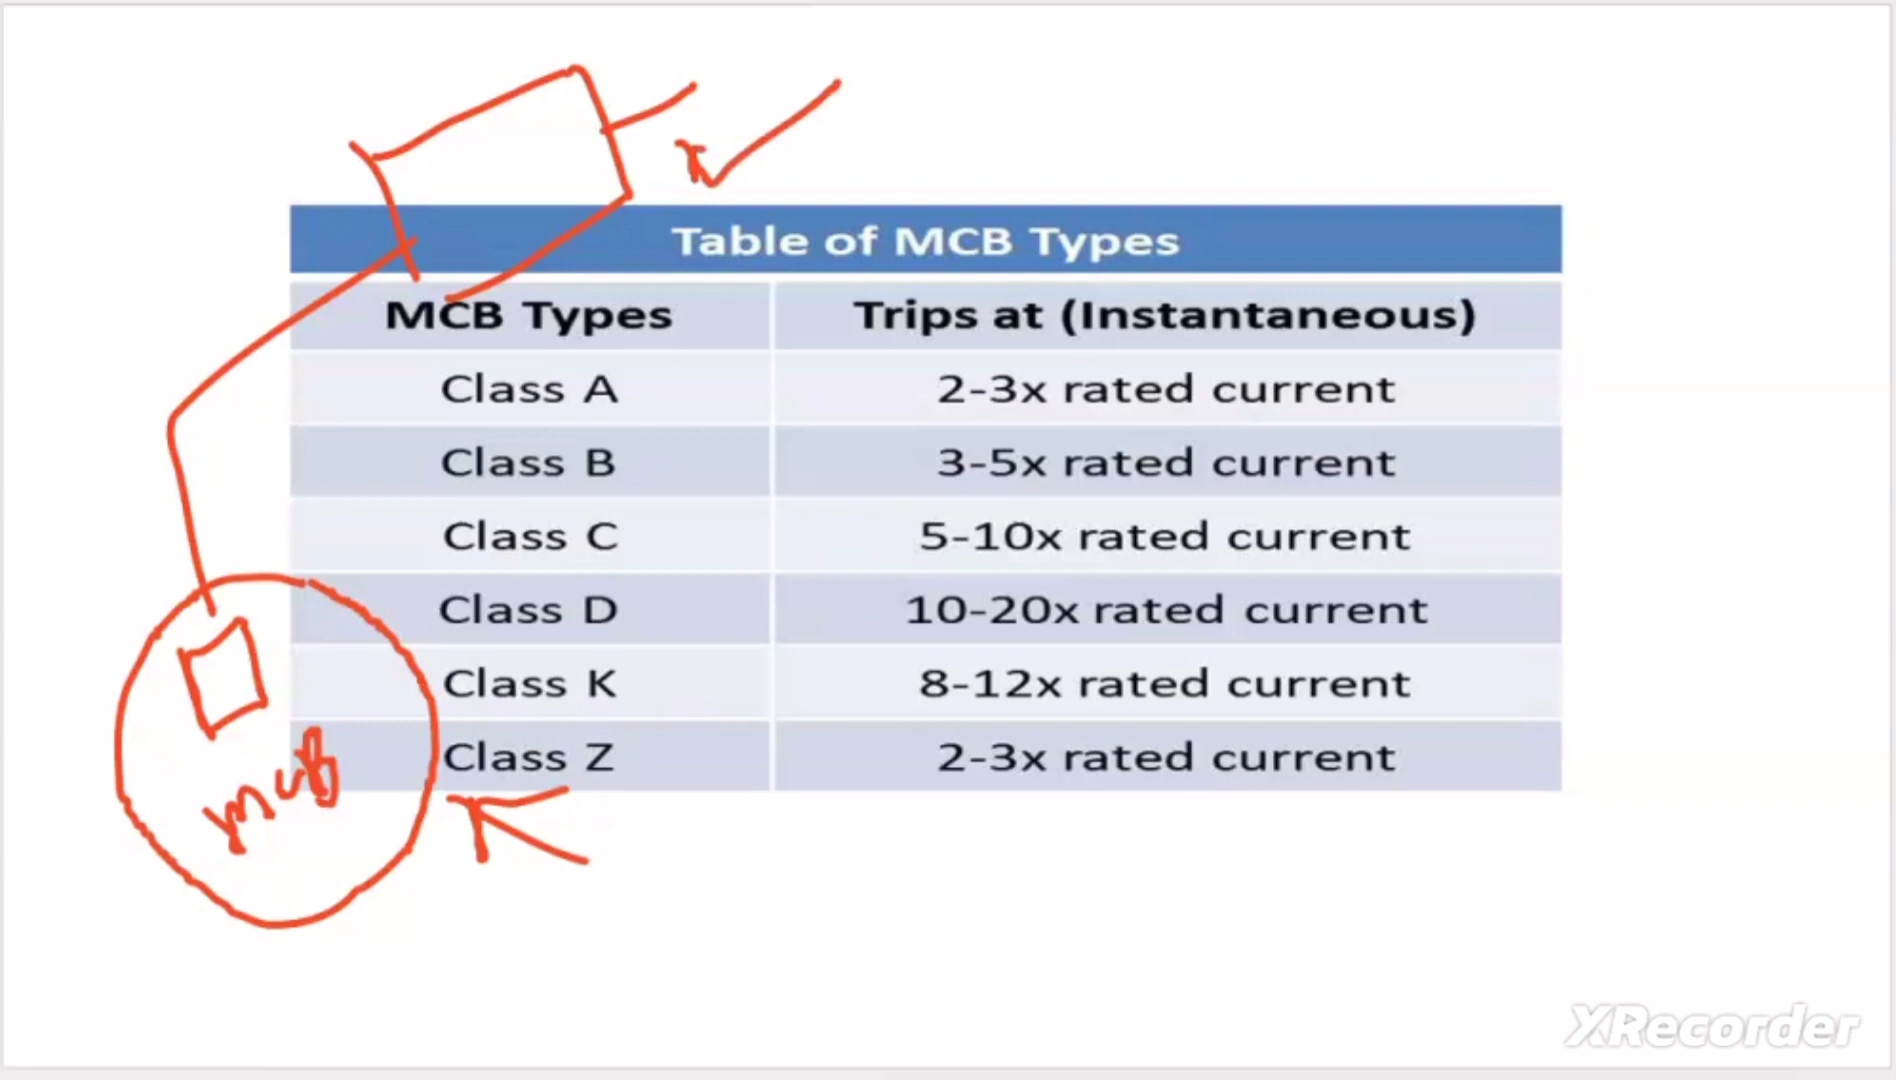 Table of MCB Types
MCB Types Trips at (Instantaneous)
Class A 2-3x rated current
Class B 3-5x rated current
Class C 5-10x rated current
Class D 10-20x rated current
Class K 8-12x rated current
Class Z 2-3x rated current
mcB
XRecorder